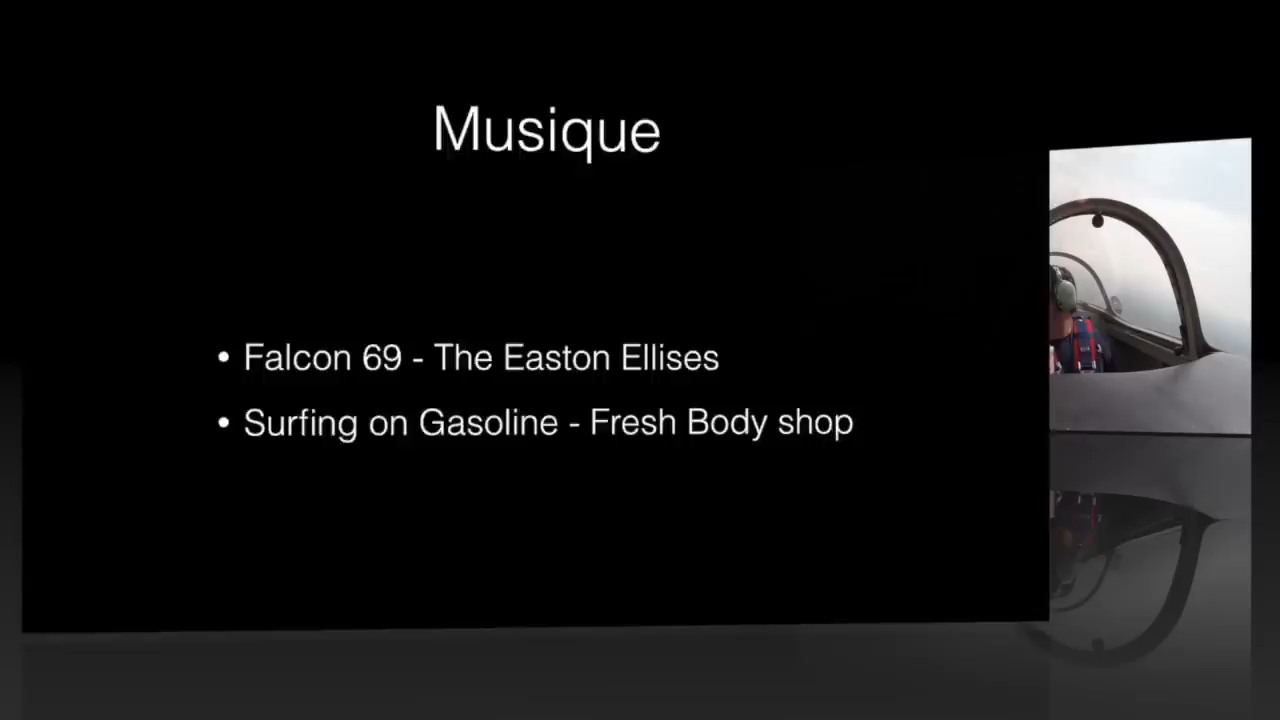 Musique
• Falcon 69 - The Easton Ellises
• Surfing on Gasoline - Fresh Body shop